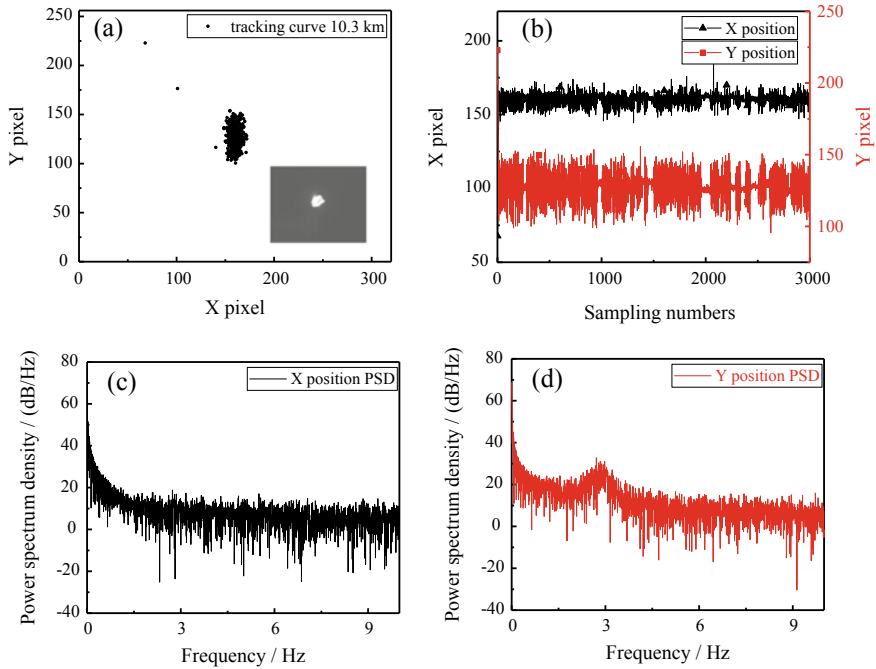 (a)
tracking curve 10.3 km
250
200
150
100
50
0
Y pixel
0
100
200
300
X pixel
(b)
X position
Y position
200
150
100
50
X pixel
250
200
150
100
Y pixel
0
1000
2000
3000
Sampling numbers
(c)
X position PSD
80
60
40
20
0
-20
-40
Power spectrum density / (dB/Hz)
0
3
6
9
Frequency / Hz
(d)
Y position PSD
80
60
40
20
0
-20
-40
Power spectrum density / (dB/Hz)
0
3
6
9
Frequency / Hz